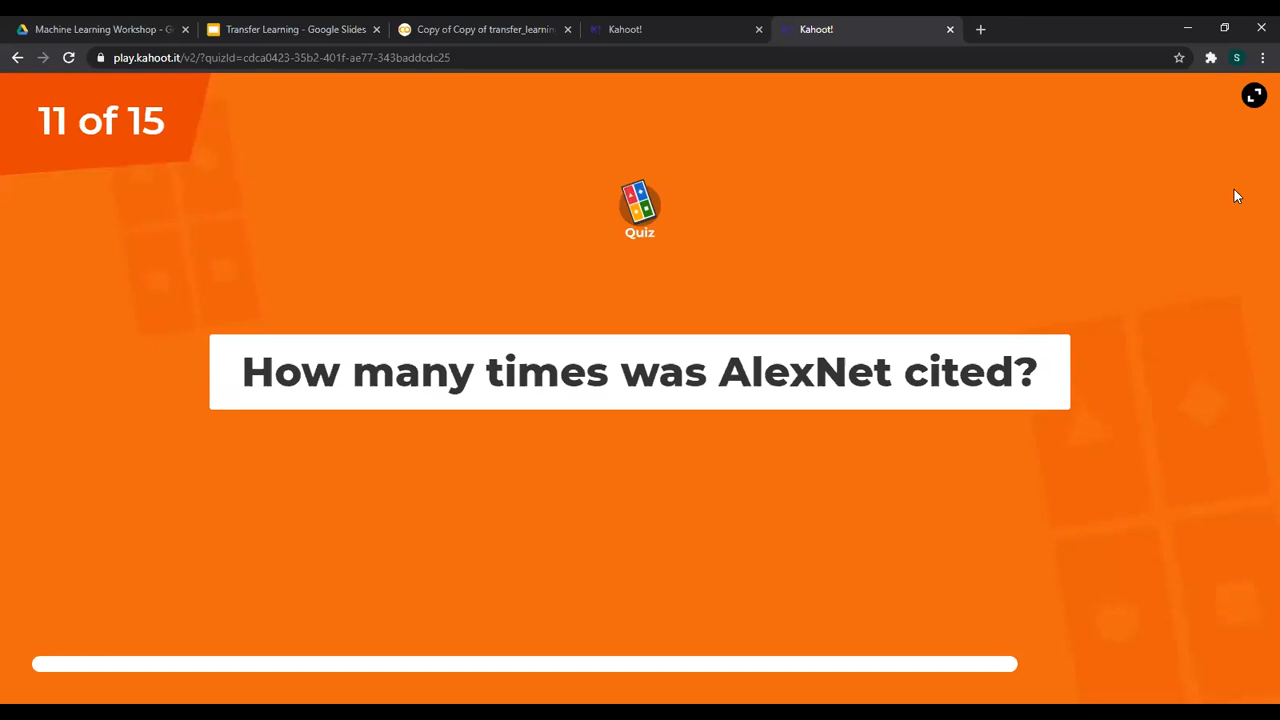 Machine Learning Workshop - G
Transfer Learning - Google Slides
Copy of Copy of transfer_learnin
Kahoot!
Kahoot!
play.kahoot.it/v2/?quizId=cdca0423-35b2-401f-ae77-343baddcdc25
S
11 of 15
Quiz
How many times was AlexNet cited?